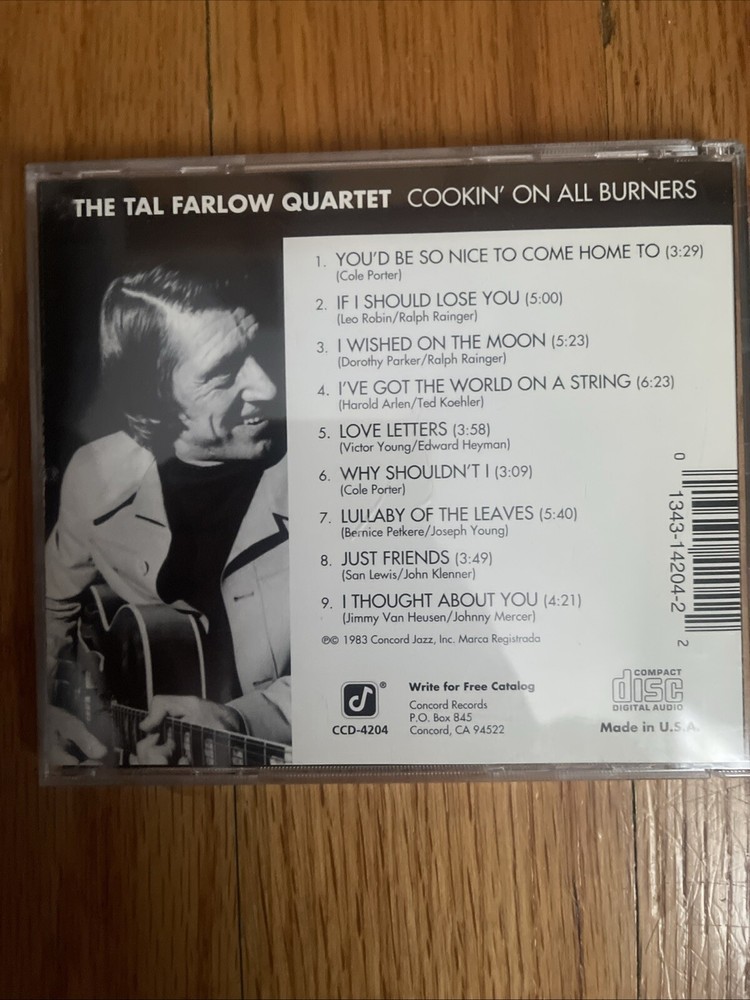 THE TAL FARLOW QUARTET COOKIN' ON ALL BURNERS
1. YOU'D BE SO NICE TO COME HOME TO (3:29)
(Cole Porter)
2. IF I SHOULD LOSE YOU (5:00)
(Leo Robin/Ralph Rainger)
3. I WISHED ON THE MOON (5:23)
(Dorothy Parker/Ralph Rainger)
4. I'VE GOT THE WORLD ON A STRING (6:23)
(Harold Arlen/Ted Koehler)
5. LOVE LETTERS (3:58)
(Victor Young/Edward Heyman)
6. WHY SHOULDN'T I (3:09)
(Cole Porter)
7. LULLABY OF THE LEAVES (5:40)
(Bernice Petkere/Joseph Young)
8. JUST FRIENDS (3:49)
(San Lewis/John Klenner)
9. I THOUGHT ABOUT YOU (4:21)
(Jimmy Van Heusen/Johnny Mercer)
℗© 1983 Concord Jazz, Inc. Marca Registrada
®
CCD-4204
Write for Free Catalog
Concord Records
P.O. Box 845
Concord, CA 94522
COMPACT
disc
DIGITAL AUDIO
Made in U.S.A.
0 1343-14204-2 2